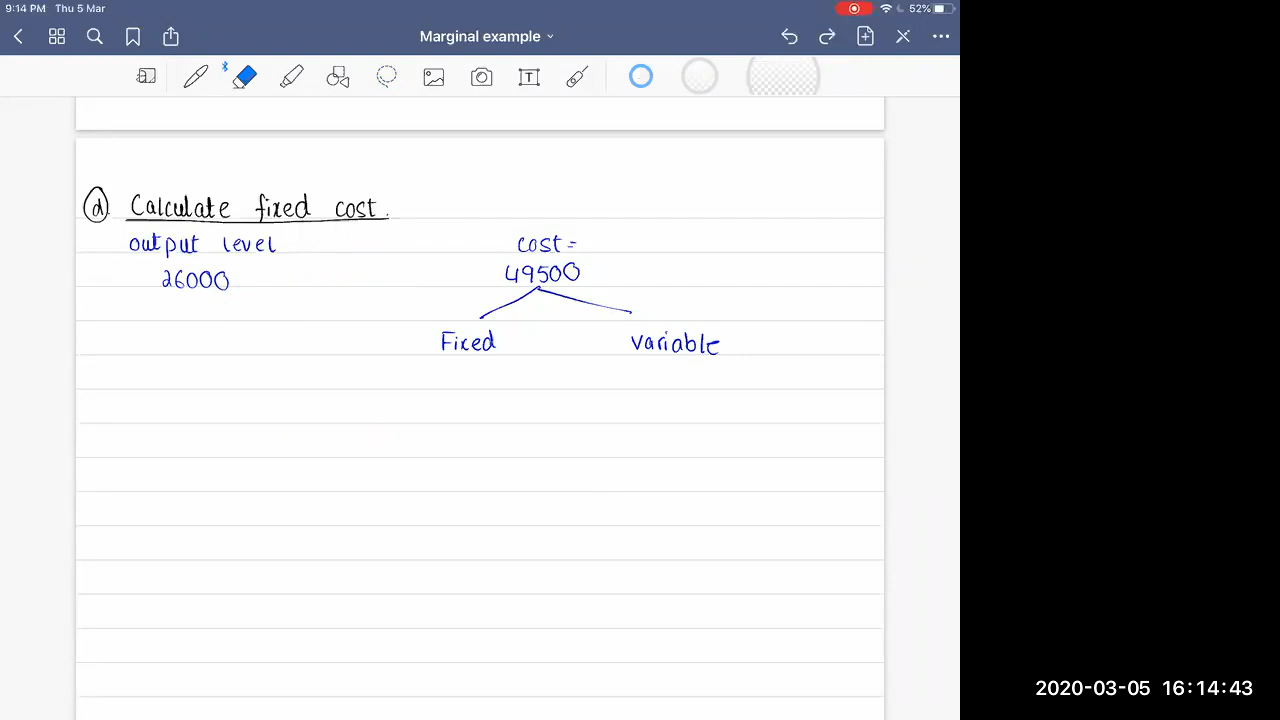 9:14 PM Thu 5 Mar 52%
Marginal example
T
d Calculate fixed cost.
output level cost =
26000 49500
Fixed variable
2020-03-05 16:14:43